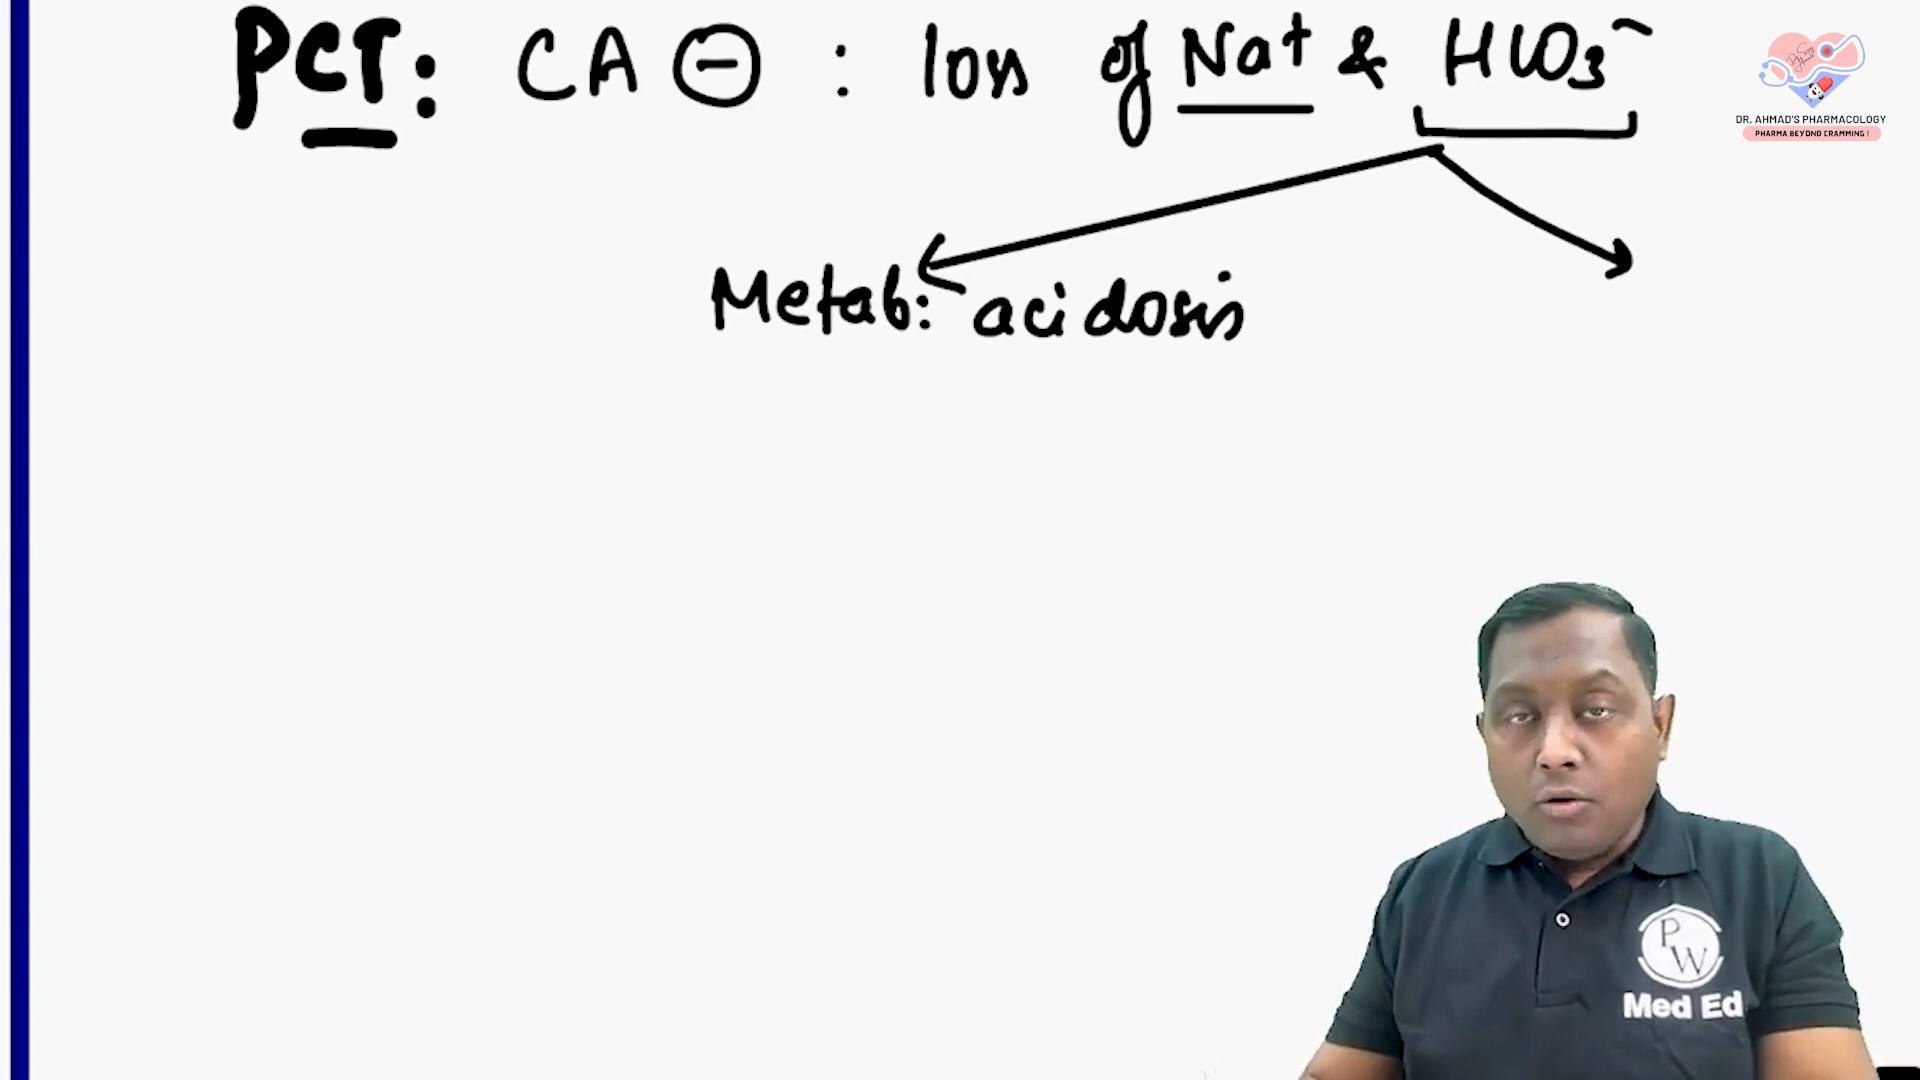 PCT: CA ⊖ : loss of Na⁺ & HCO₃⁻
Metab: acidosis
DR. AHMAD'S PHARMACOLOGY
PHARMA BEYOND CRAMMING !
PW
Med Ed